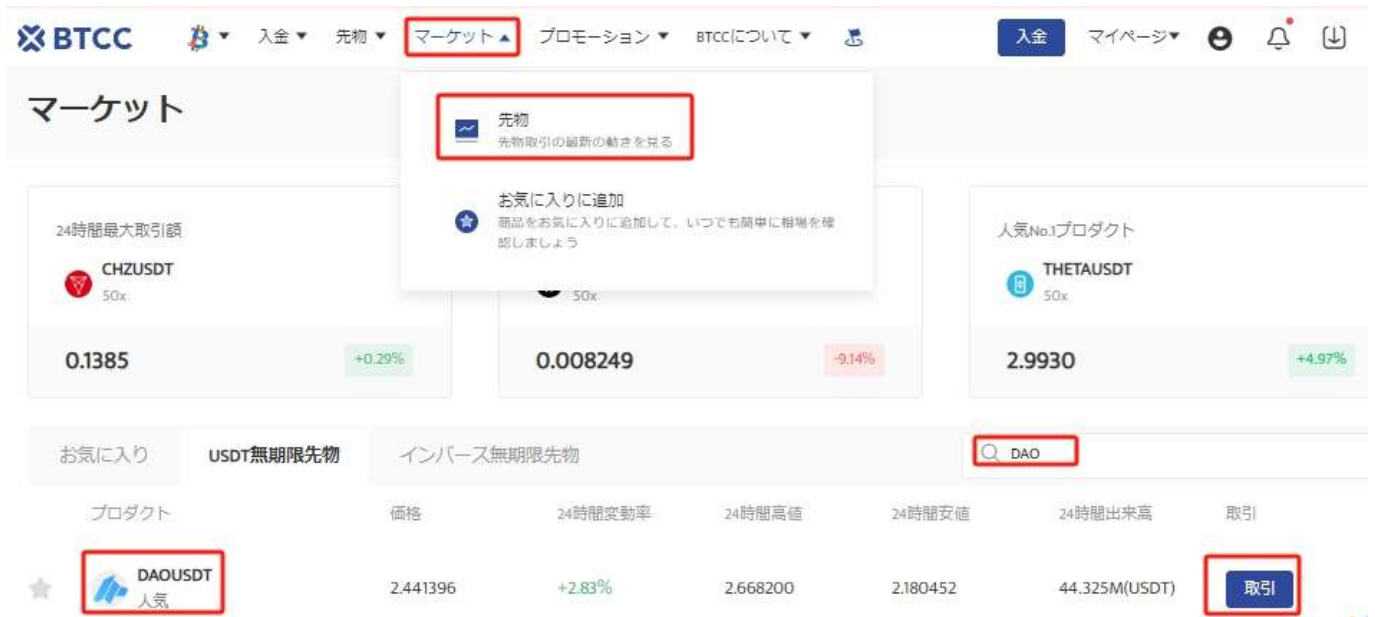 BTCC
入金 ▼ 先物 ▼ マーケット ▲ プロモーション ▼ BTCCについて ▼ 入金 マイページ▼
マーケット
先物
先物取引の最新の動きを見る
お気に入りに追加
商品をお気に入りに追加して、いつでも簡単に相場を確
認しましょう
24時間最大取引額
CHZUSDT
50x
0.1385 +0.29%
50x
0.008249 -9.14%
人気No.1プロダクト
THETAUSDT
50x
2.9930 +4.97%
お気に入り USDT無期限先物 インバース無期限先物 DAO
プロダクト 価格 24時間変動率 24時間高値 24時間安値 24時間出来高 取引
DAOUSDT
人気
2.441396 +2.83% 2.668200 2.180452 44.325M(USDT) 取引